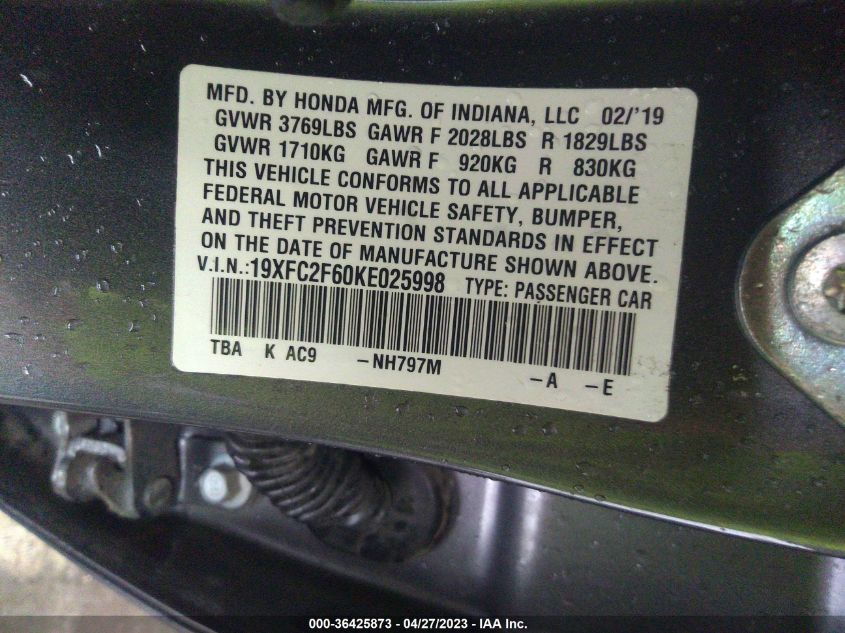 MFD. BY HONDA MFG. OF INDIANA, LLC 02/'19
GVWR 3769LBS GAWR F 2028LBS R 1829LBS
GVWR 1710KG GAWR F 920KG R 830KG
THIS VEHICLE CONFORMS TO ALL APPLICABLE
FEDERAL MOTOR VEHICLE SAFETY, BUMPER,
AND THEFT PREVENTION STANDARDS IN EFFECT
ON THE DATE OF MANUFACTURE SHOWN ABOVE.
V.I.N.:19XFC2F60KE025998 TYPE: PASSENGER CAR
TBA K AC9 –NH797M –A –E
000-36425873 - 04/27/2023 - IAA Inc.